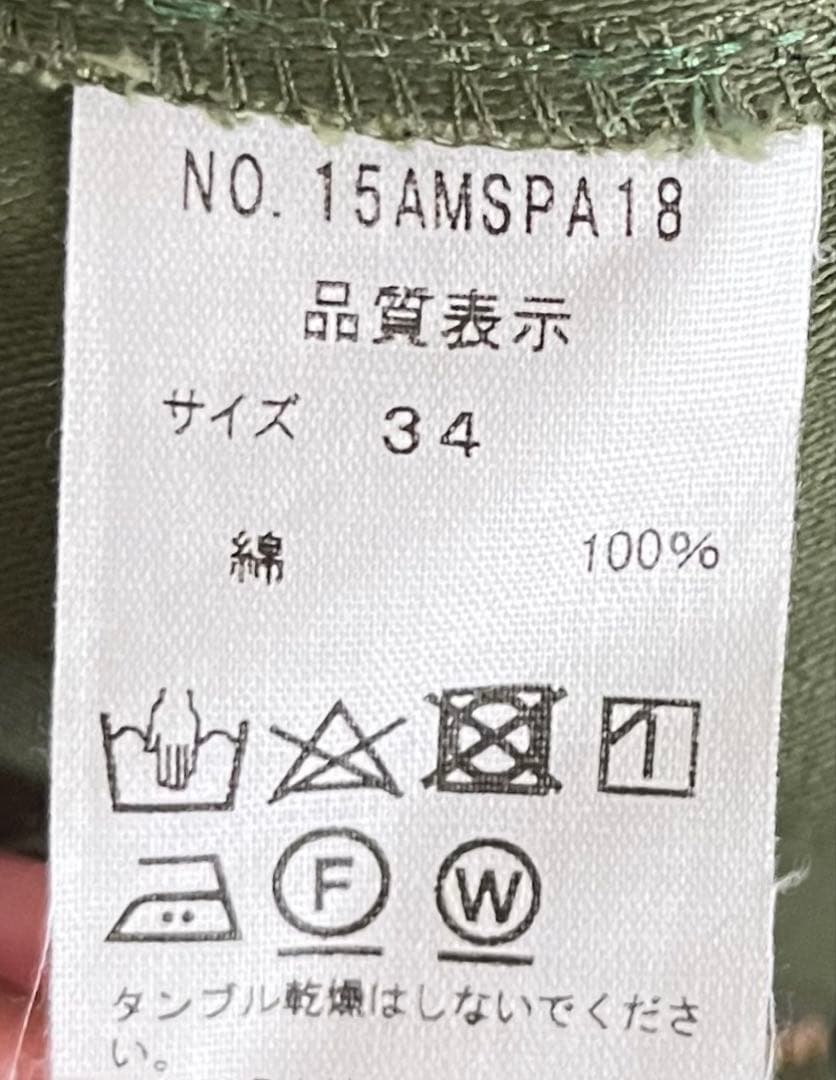 NO. 15AMSPA18
品質表示
サイズ 34
綿 100%
F W
タンブル乾燥はしないでくださ
い。